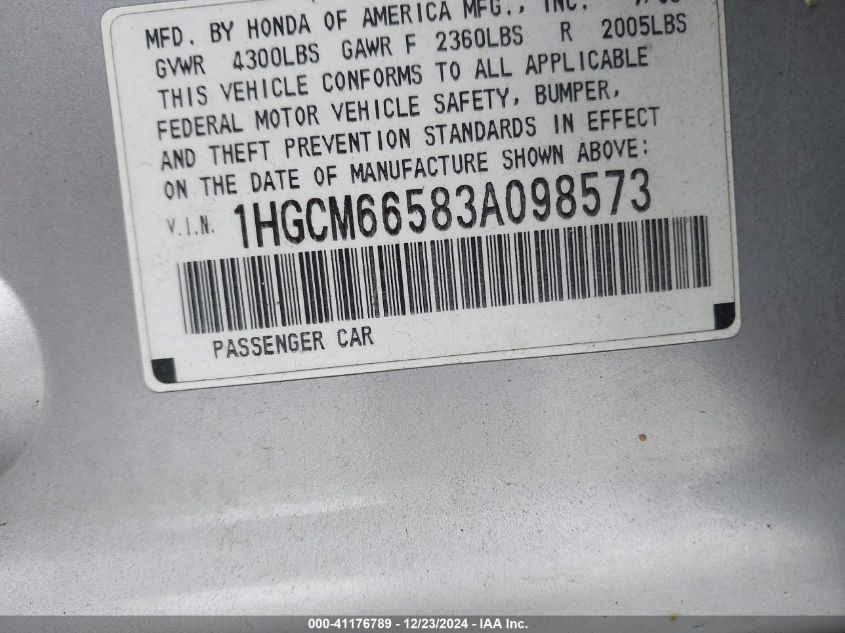 MFD. BY HONDA OF AMERICA MFG., INC.
GVWR 4300LBS GAWR F 2360LBS R 2005LBS
THIS VEHICLE CONFORMS TO ALL APPLICABLE
FEDERAL MOTOR VEHICLE SAFETY, BUMPER,
AND THEFT PREVENTION STANDARDS IN EFFECT
ON THE DATE OF MANUFACTURE SHOWN ABOVE:
V.I.N. 1HGCM66583A098573
PASSENGER CAR
000-41176789 - 12/23/2024 - IAA Inc.